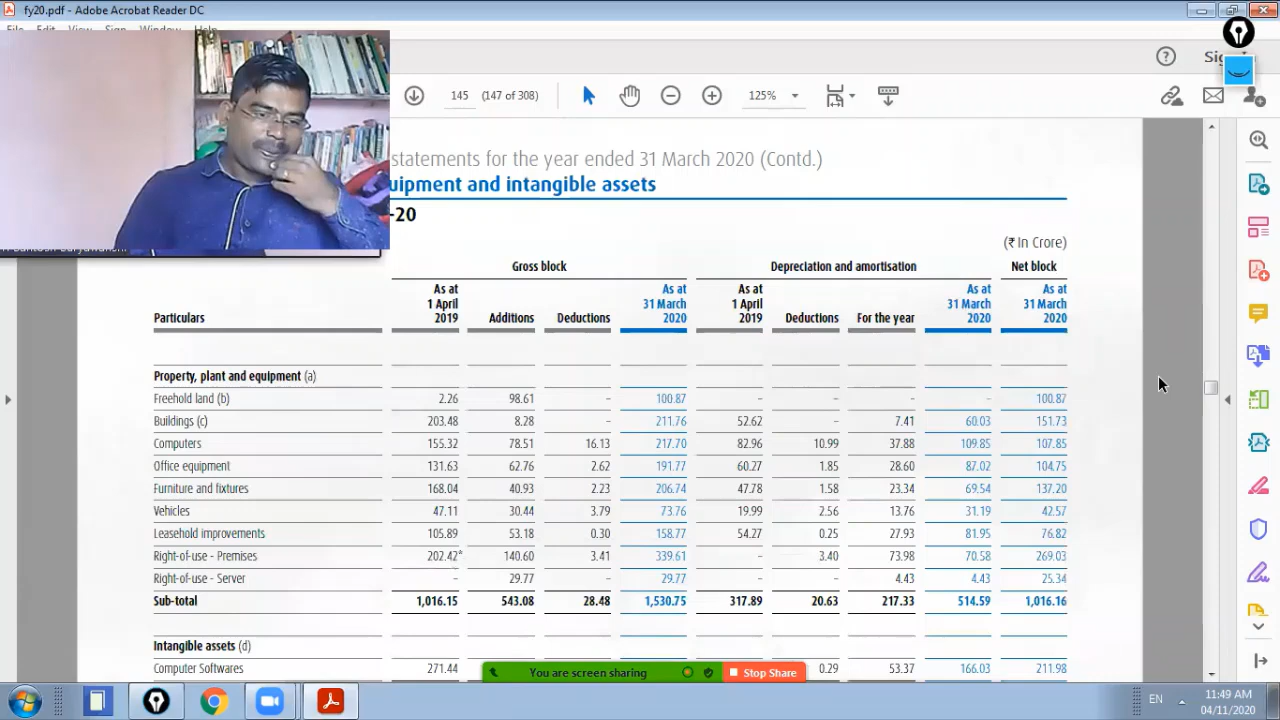 fy20.pdf - Adobe Acrobat Reader DC
Help
Sig
145 (147 of 308) 125%
statements for the year ended 31 March 2020 (Contd.)
uipment and intangible assets
-20
(₹ In Crore)
Gross block Depreciation and amortisation Net block
Particulars As at 1 April 2019 Additions Deductions As at 31 March 2020 As at 1 April 2019 Deductions For the year As at 31 March 2020 As at 31 March 2020
Property, plant and equipment (a)
Freehold land (b) 2.26 98.61 – 100.87 – – – – 100.87
Buildings (c) 203.48 8.28 – 211.76 52.62 – 7.41 60.03 151.73
Computers 155.32 78.51 16.13 217.70 82.96 10.99 37.88 109.85 107.85
Office equipment 131.63 62.76 2.62 191.77 60.27 1.85 28.60 87.02 104.75
Furniture and fixtures 168.04 40.93 2.23 206.74 47.78 1.58 23.34 69.54 137.20
Vehicles 47.11 30.44 3.79 73.76 19.99 2.56 13.76 31.19 42.57
Leasehold improvements 105.89 53.18 0.30 158.77 54.27 0.25 27.93 81.95 76.82
Right-of-use - Premises 202.42* 140.60 3.41 339.61 – 3.40 73.98 70.58 269.03
Right-of-use - Server – 29.77 – 29.77 – – 4.43 4.43 25.34
Sub-total 1,016.15 543.08 28.48 1,530.75 317.89 20.63 217.33 514.59 1,016.16
Intangible assets (d)
Computer Softwares 271.44 0.29 53.37 166.03 211.98
You are screen sharing Stop Share
EN 11:49 AM
04/11/2020